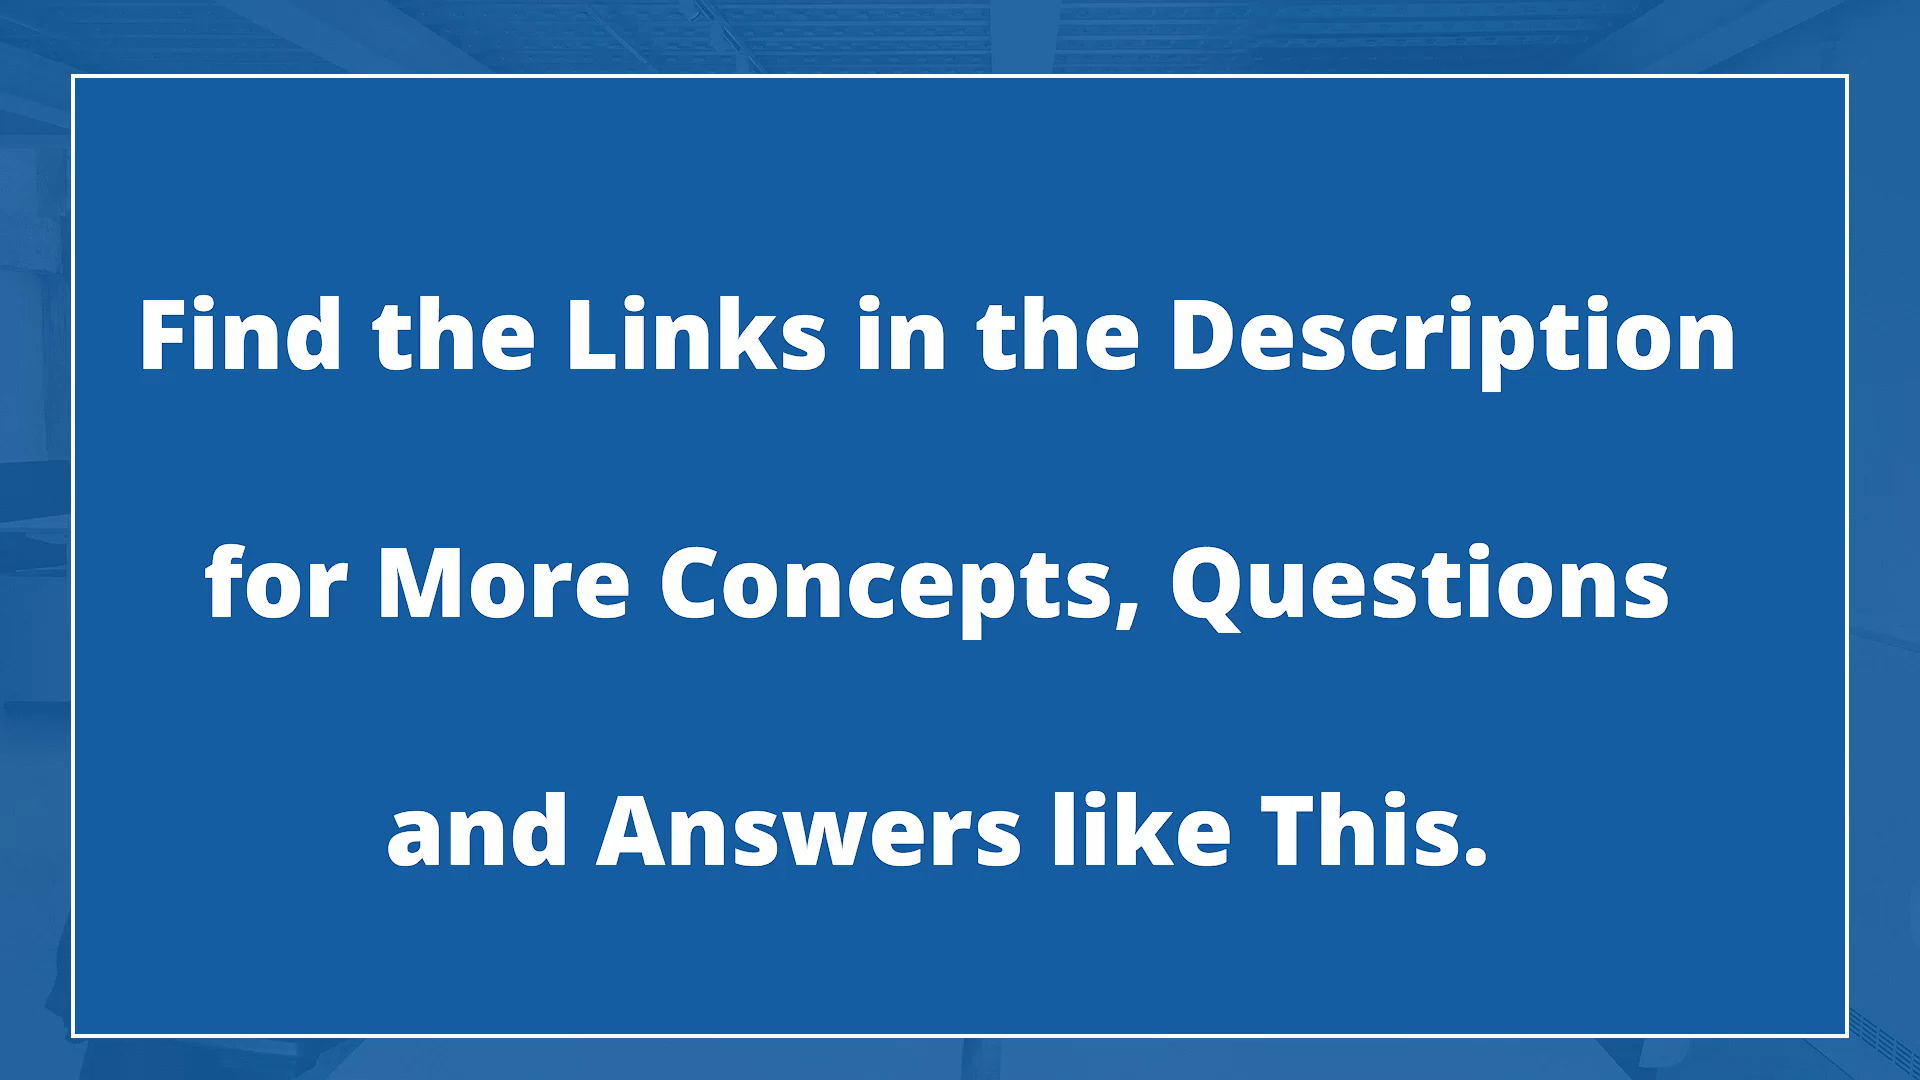 Find the Links in the Description
for More Concepts, Questions
and Answers like This.